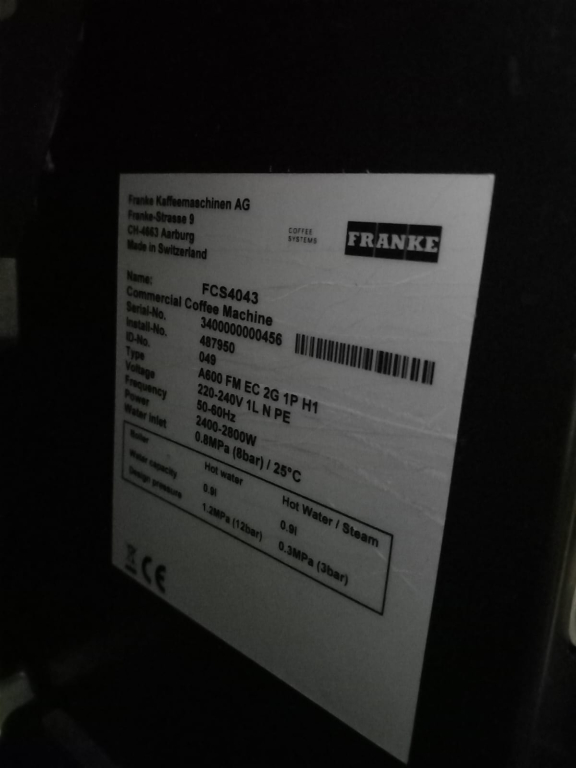 Franke Kaffeemaschinen AG
Franke-Strasse 9
CH-4663 Aarburg
Made in Switzerland
COFFEE
SYSTEMS
FRANKE
Name: FCS4043
Commercial Coffee Machine
Serial-No. 3400000000456
Install-No. 487950
ID-No. 049
Type A600 FM EC 2G 1P H1
Voltage 220-240V 1L N PE
Frequency 50-60Hz
Power 2400-2800W
Water inlet 0.8MPa (8bar) / 25°C
Boiler Hot water Hot Water / Steam
Water capacity 0.9l 0.9l
Design pressure 1.2MPa (12bar) 0.3MPa (3bar)
CE